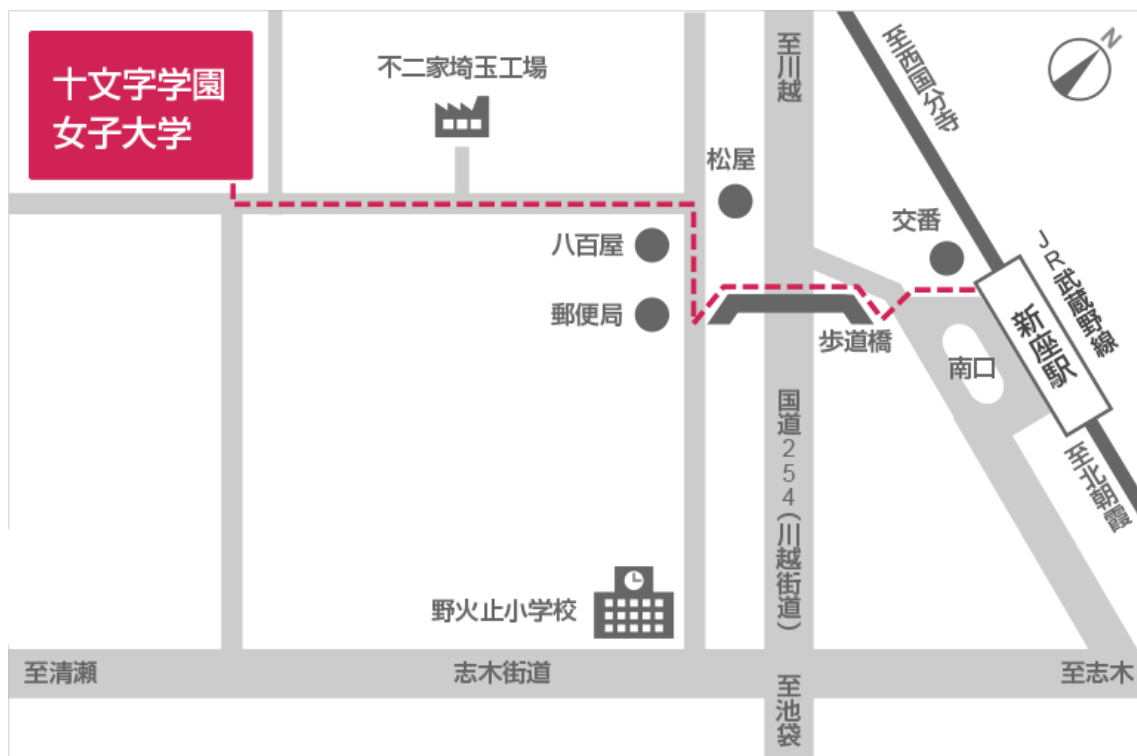 十文字学園
女子大学
不二家埼玉工場
至川越
至西国分寺
N
松屋
交番
八百屋
郵便局
歩道橋
南口
新座駅
JR武蔵野線
国道254(川越街道)
至北朝霞
野火止小学校
至清瀬
志木街道
至池袋
至志木